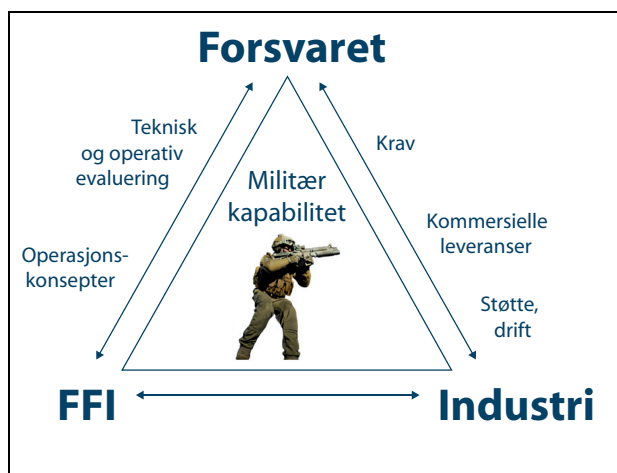 Forsvaret
Teknisk
og operativ
evaluering
Krav
Militær
kapabilitet
Kommersielle
leveranser
Operasjons-
konsepter
Støtte,
drift
FFI
Industri